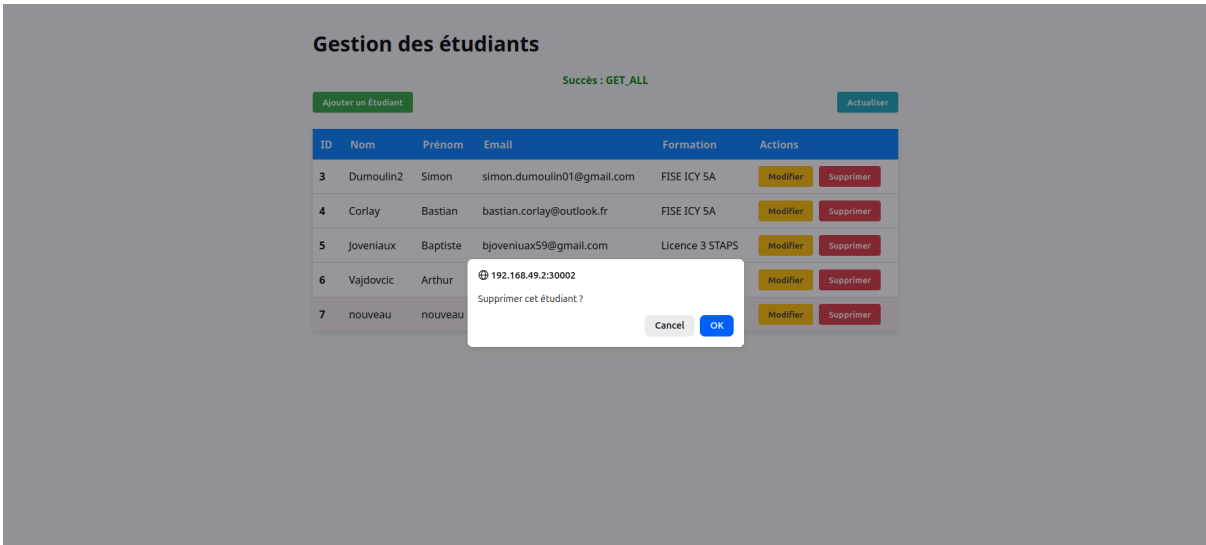 Gestion des étudiants
Succès : GET_ALL
Ajouter un Étudiant Actualiser
ID Nom Prénom Email Formation Actions
3 Dumoulin2 Simon simon.dumoulin01@gmail.com FISE ICY 5A Modifier Supprimer
4 Corlay Bastian bastian.corlay@outlook.fr FISE ICY 5A Modifier Supprimer
5 Joveniaux Baptiste bjoveniuax59@gmail.com Licence 3 STAPS Modifier Supprimer
6 Vajdovcic Arthur Modifier Supprimer
7 nouveau nouveau Modifier Supprimer
192.168.49.2:30002
Supprimer cet étudiant ?
Cancel OK